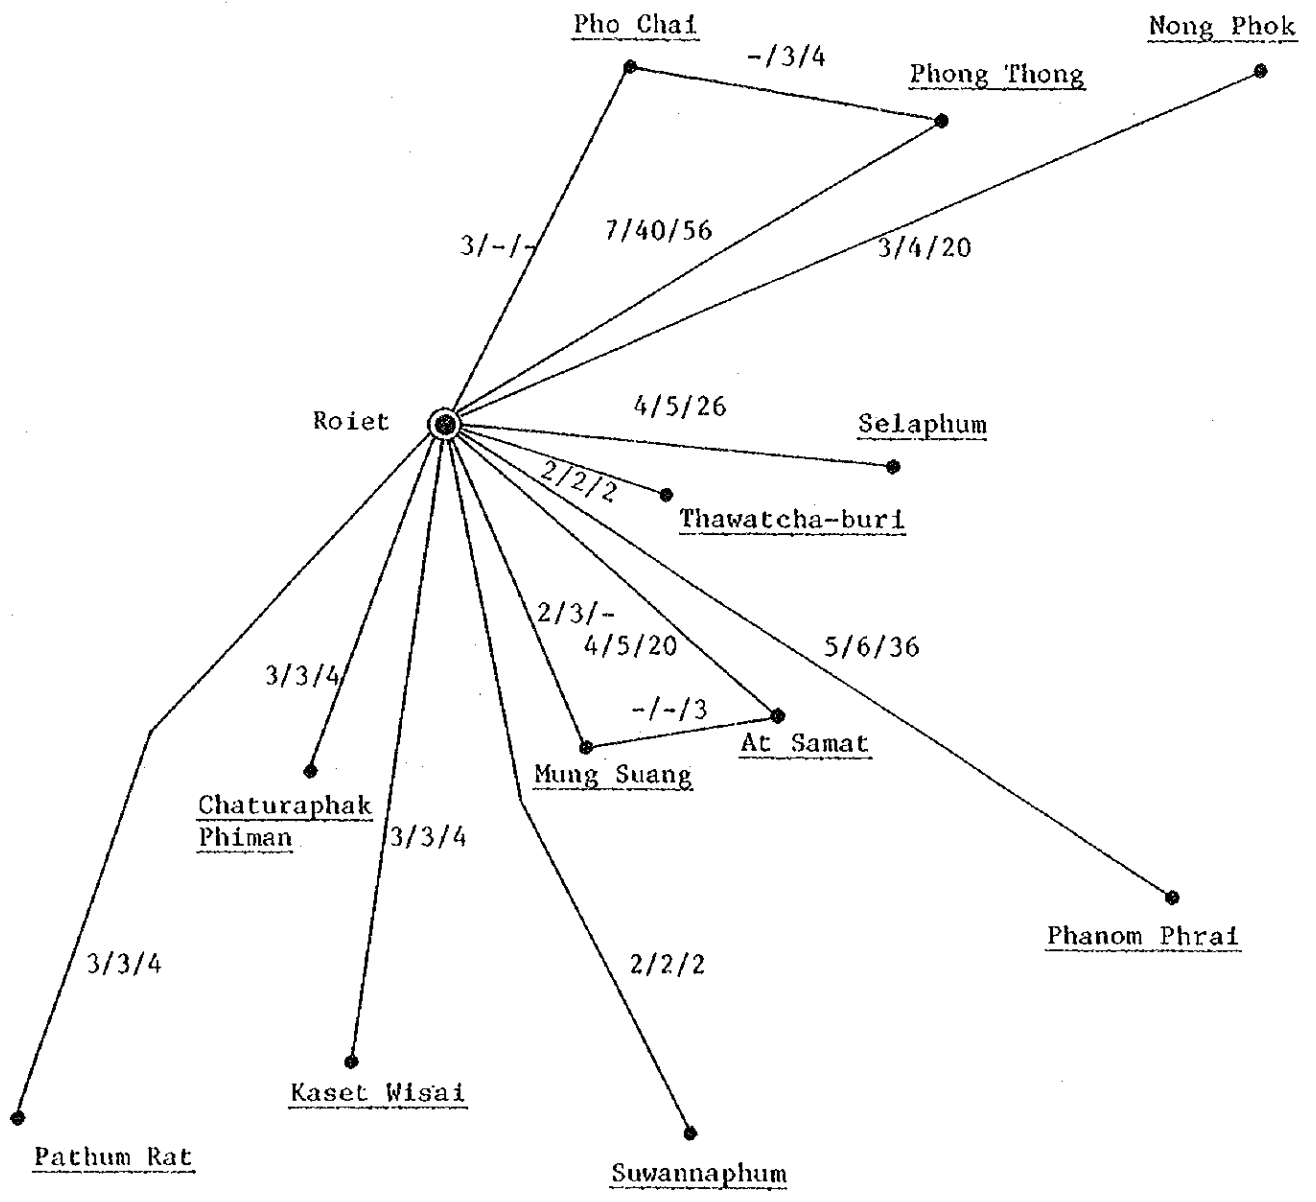 Pho Chai
Nong Phok
-/3/4
Phong Thong
3/-/-
7/40/56
3/4/20
Roiet
4/5/26
Selaphum
2/2/2
Thawatcha-buri
2/3/-
4/5/20
5/6/36
3/3/4
-/-/3
At Samat
Mung Suang
Chaturaphak
Phiman
3/3/4
Phanom Phrai
3/3/4
2/2/2
Kaset Wisai
Pathum Rat
Suwannaphum